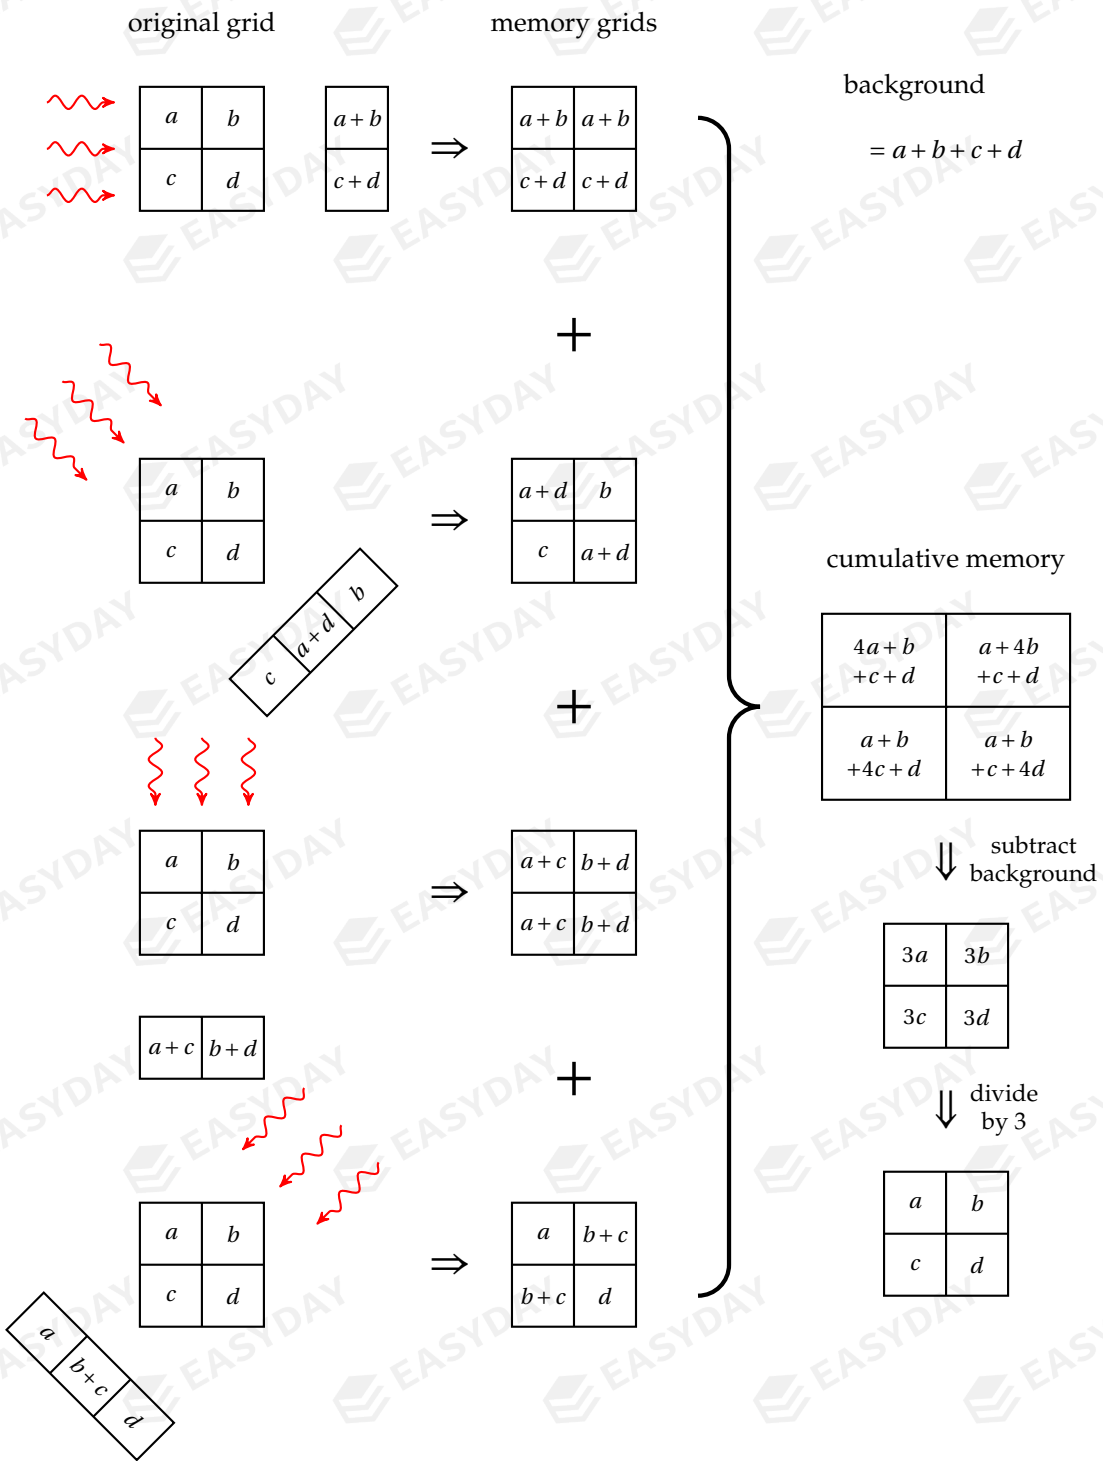 original grid
memory grids
background
= a + b + c + d
a b
c d
a + b
c + d
⇒
a + b a + b
c + d c + d
+
a b
c d
c a + d b
⇒
a + d b
c a + d
+
a b
c d
a + c b + d
⇒
a + c b + d
a + c b + d
+
a b
c d
a b + c d
⇒
a b + c
b + c d
cumulative memory
4a + b a + 4b
+c + d +c + d
a + b a + b
+4c + d +c + 4d
⇓ subtract
background
3a 3b
3c 3d
⇓ divide
by 3
a b
c d
EASYDAY